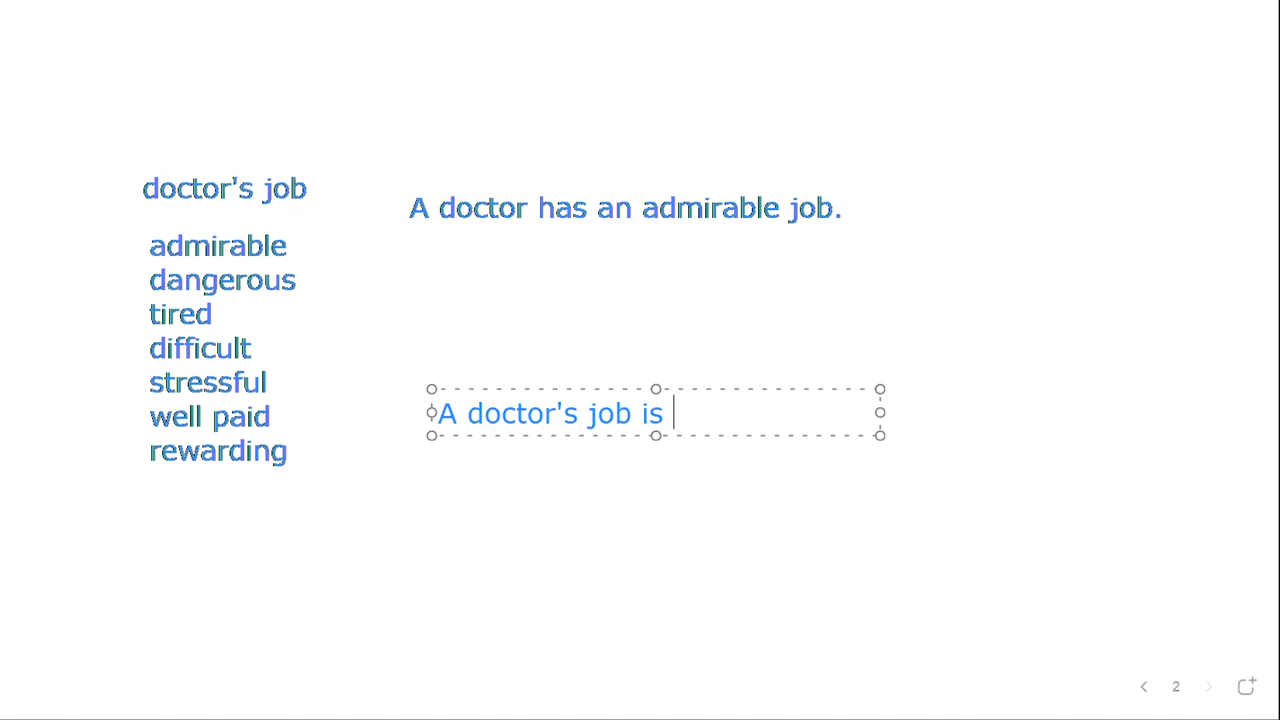 doctor's job
A doctor has an admirable job.
admirable
dangerous
tired
difficult
stressful
well paid
rewarding
A doctor's job is
2